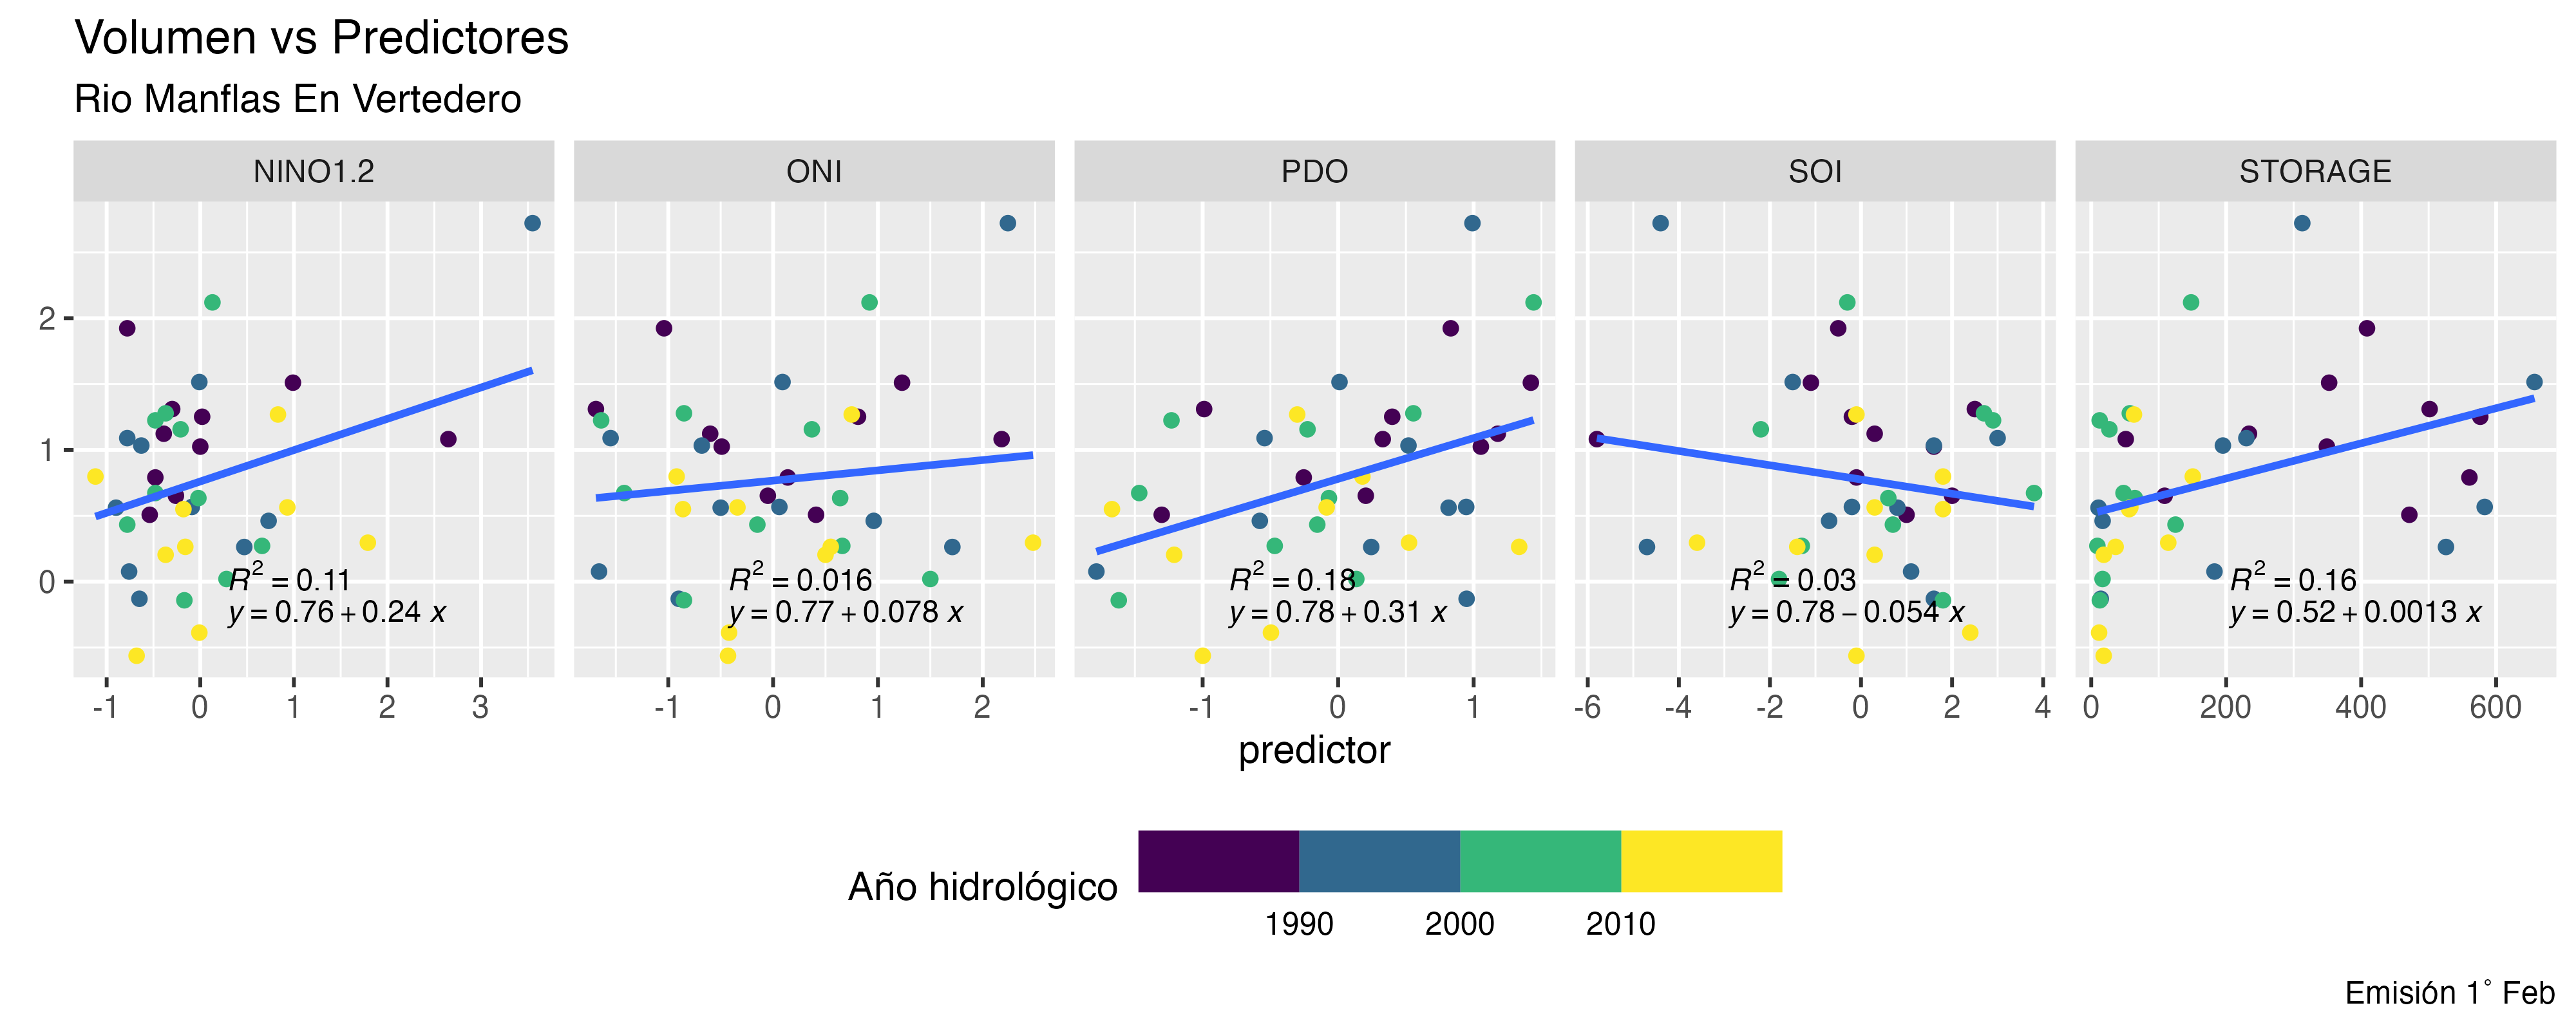 Volumen vs Predictores
Rio Manflas En Vertedero
NINO1.2 ONI PDO SOI STORAGE
2
1
0
R² = 0.11 R² = 0.016 R² = 0.18 R² = 0.03 R² = 0.16
y = 0.76 + 0.24 x y = 0.77 + 0.078 x y = 0.78 + 0.31 x y = 0.78 − 0.054 x y = 0.52 + 0.0013 x
-1 0 1 2 3 -1 0 1 2 -1 0 1 -6 -4 -2 0 2 4 0 200 400 600
predictor
Año hidrológico
1990 2000 2010
Emisión 1° Feb